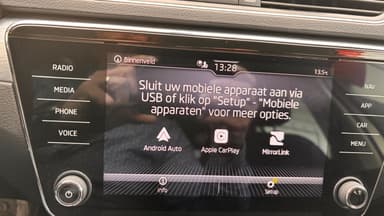 Binnenveld 13:28 13.5°C
RADIO
MEDIA
PHONE
VOICE
Sluit uw mobiele apparaat aan via
USB of klik op "Setup" - "Mobiele
apparaten" voor meer opties.
Android Auto Apple CarPlay MirrorLink
Info Setup
NAV
APP
CAR
MENU